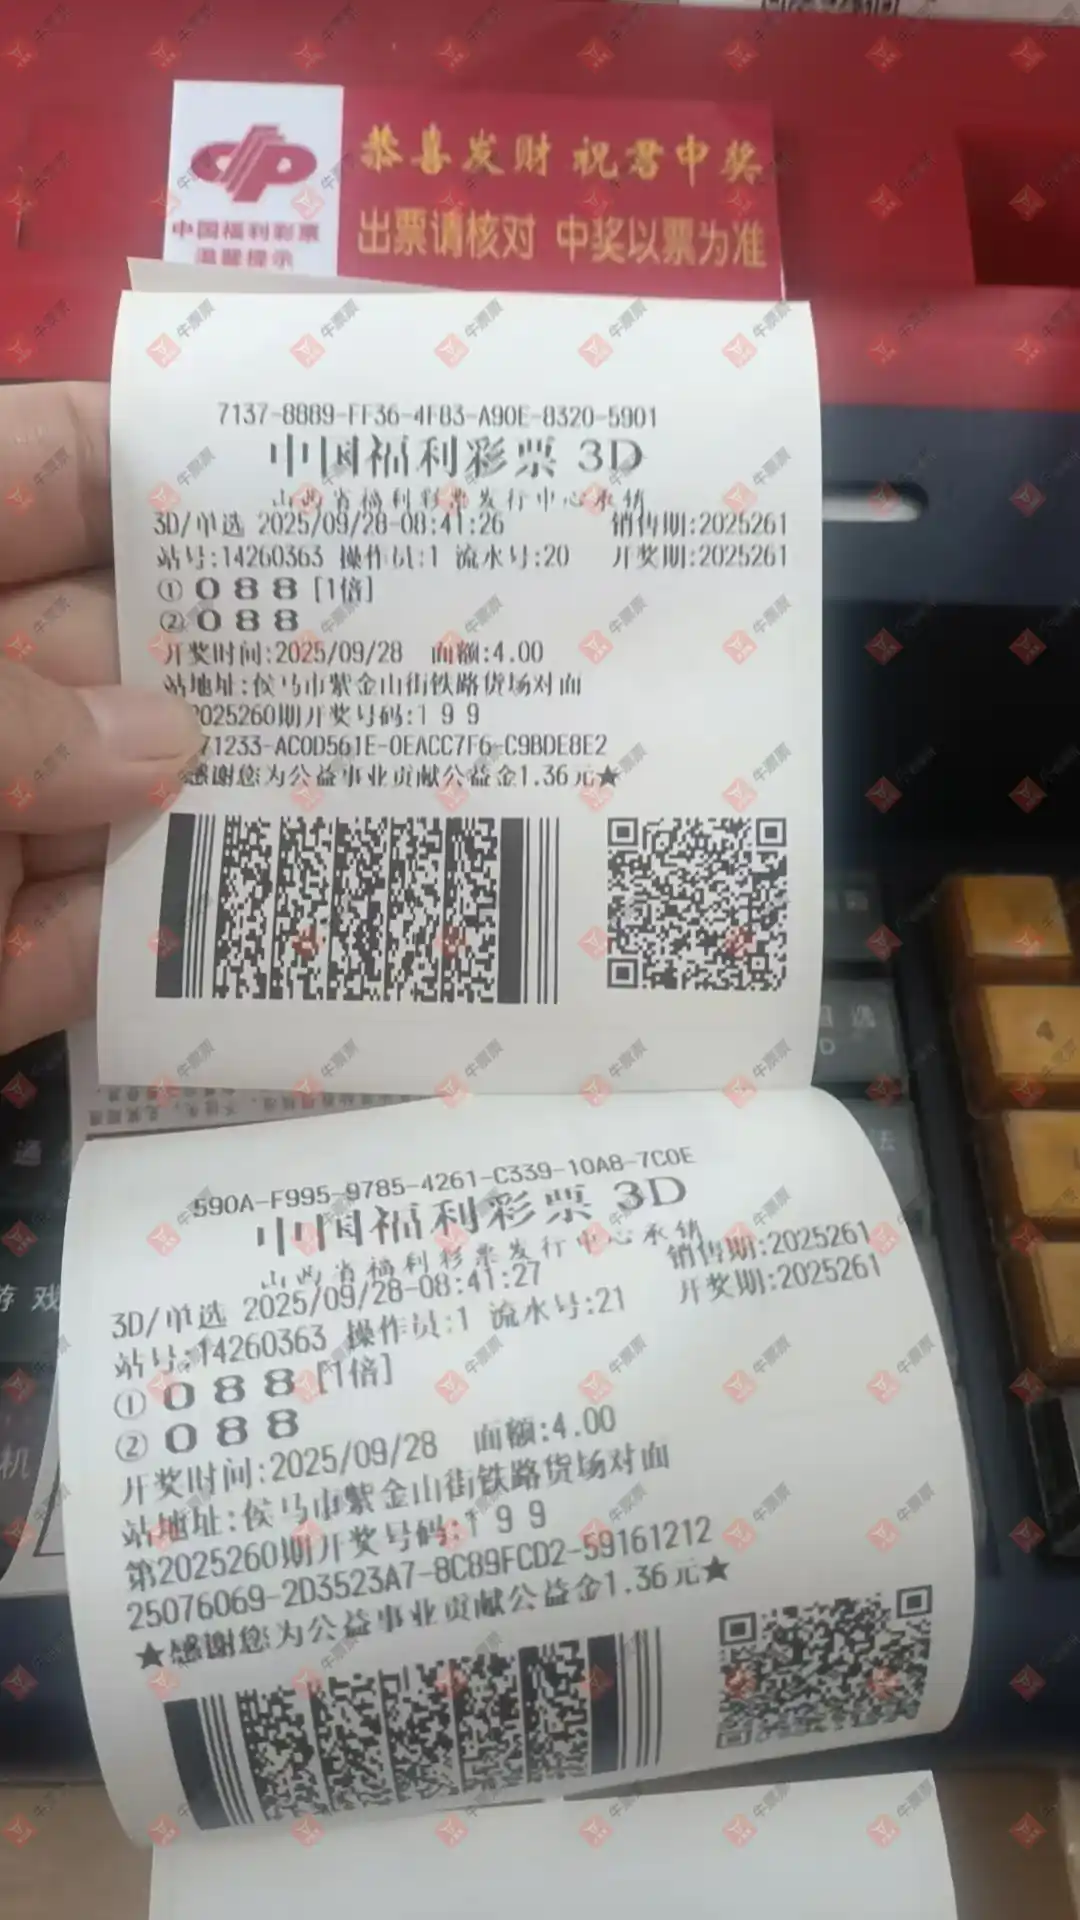 恭喜发财 祝君中奖
中国福利彩票
温馨提示
出票请核对 中奖以票为准
7137-8889-FF36-4F83-A90E-8320-5901
中国福利彩票 3D
山西省福利彩票发行中心承销
3D/单选 2025/09/28-08:41:26 销售期:2025261
站号:14260363 操作员:1 流水号:20 开奖期:2025261
① 0 8 8 [1倍]
② 0 8 8
开奖时间:2025/09/28 面额:4.00
站地址:侯马市紫金山街铁路货场对面
2025260期开奖号码:1 9 9
71233-AC0D561E-0EACC7F6-C9BDE8E2
感谢您为公益事业贡献公益金1.36元★
590A-F995-9785-4261-C339-10A8-7C0E
中国福利彩票 3D
山西省福利彩票发行中心承销
3D/单选 2025/09/28-08:41:27 销售期:2025261
站号:14260363 操作员:1 流水号:21 开奖期:2025261
① 0 8 8 [1倍]
② 0 8 8
开奖时间:2025/09/28 面额:4.00
站地址:侯马市紫金山街铁路货场对面
第2025260期开奖号码:1 9 9
25076069-2D3523A7-8C89FCD2-59161212
★感谢您为公益事业贡献公益金1.36元★
牛票票